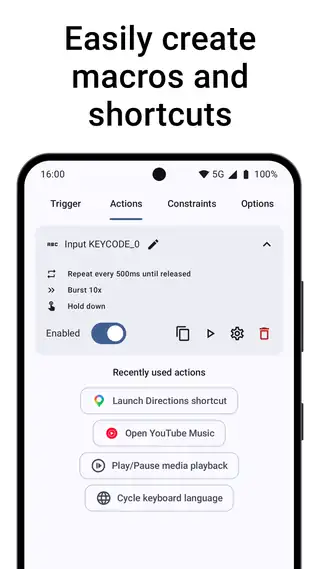 Easily create
macros and
shortcuts
16:00 5G 100%
Trigger Actions Constraints Options
ABC Input KEYCODE_0
Repeat every 500ms until released
Burst 10x
Hold down
Enabled
Recently used actions
Launch Directions shortcut
Open YouTube Music
Play/Pause media playback
Cycle keyboard language